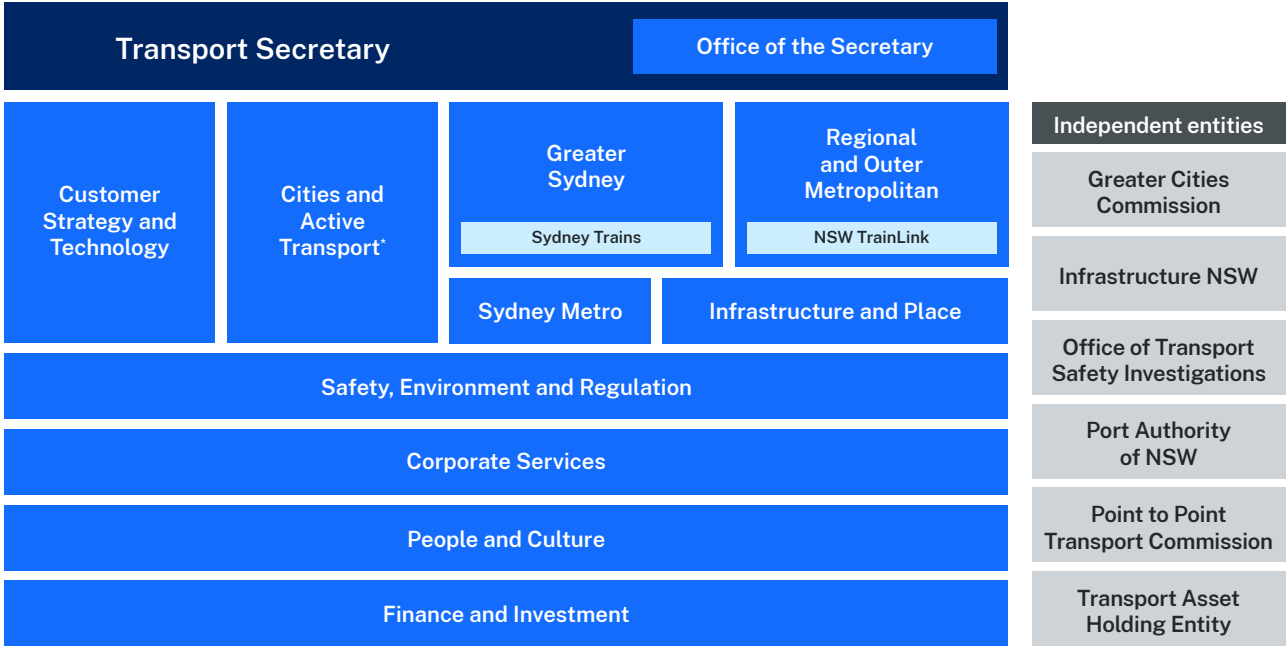 Transport Secretary
Office of the Secretary
Customer
Strategy and
Technology
Cities and
Active
Transport*
Greater
Sydney
Sydney Trains
Regional
and Outer
Metropolitan
NSW TrainLink
Sydney Metro
Infrastructure and Place
Safety, Environment and Regulation
Corporate Services
People and Culture
Finance and Investment
Independent entities
Greater Cities
Commission
Infrastructure NSW
Office of Transport
Safety Investigations
Port Authority
of NSW
Point to Point
Transport Commission
Transport Asset
Holding Entity